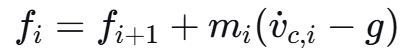 $f_i = f_{i+1} + m_i(\dot{v}_{c,i} - g)$